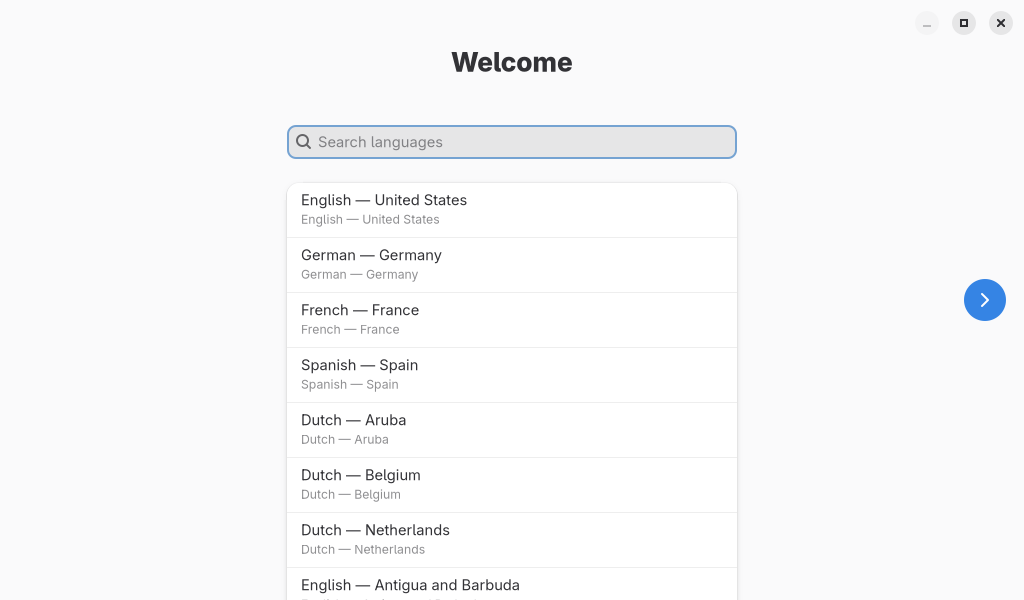 Welcome
Search languages
English — United States
English — United States
German — Germany
German — Germany
French — France
French — France
Spanish — Spain
Spanish — Spain
Dutch — Aruba
Dutch — Aruba
Dutch — Belgium
Dutch — Belgium
Dutch — Netherlands
Dutch — Netherlands
English — Antigua and Barbuda